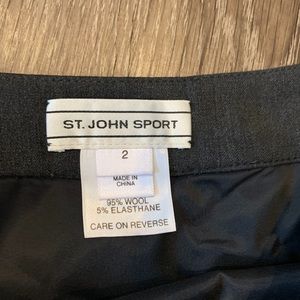 ST. JOHN SPORT
2
MADE IN
CHINA
95% WOOL
5% ELASTHANE
CARE ON REVERSE